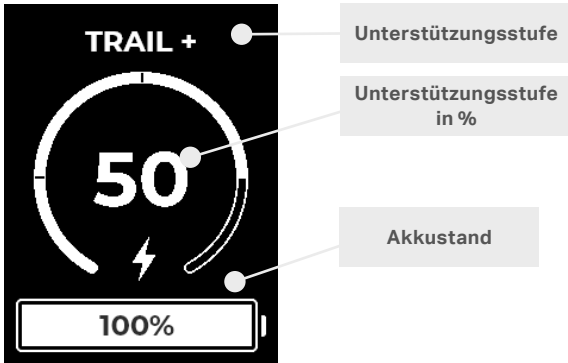 TRAIL +
Unterstützungsstufe
50
Unterstützungsstufe
in %
Akkustand
100%